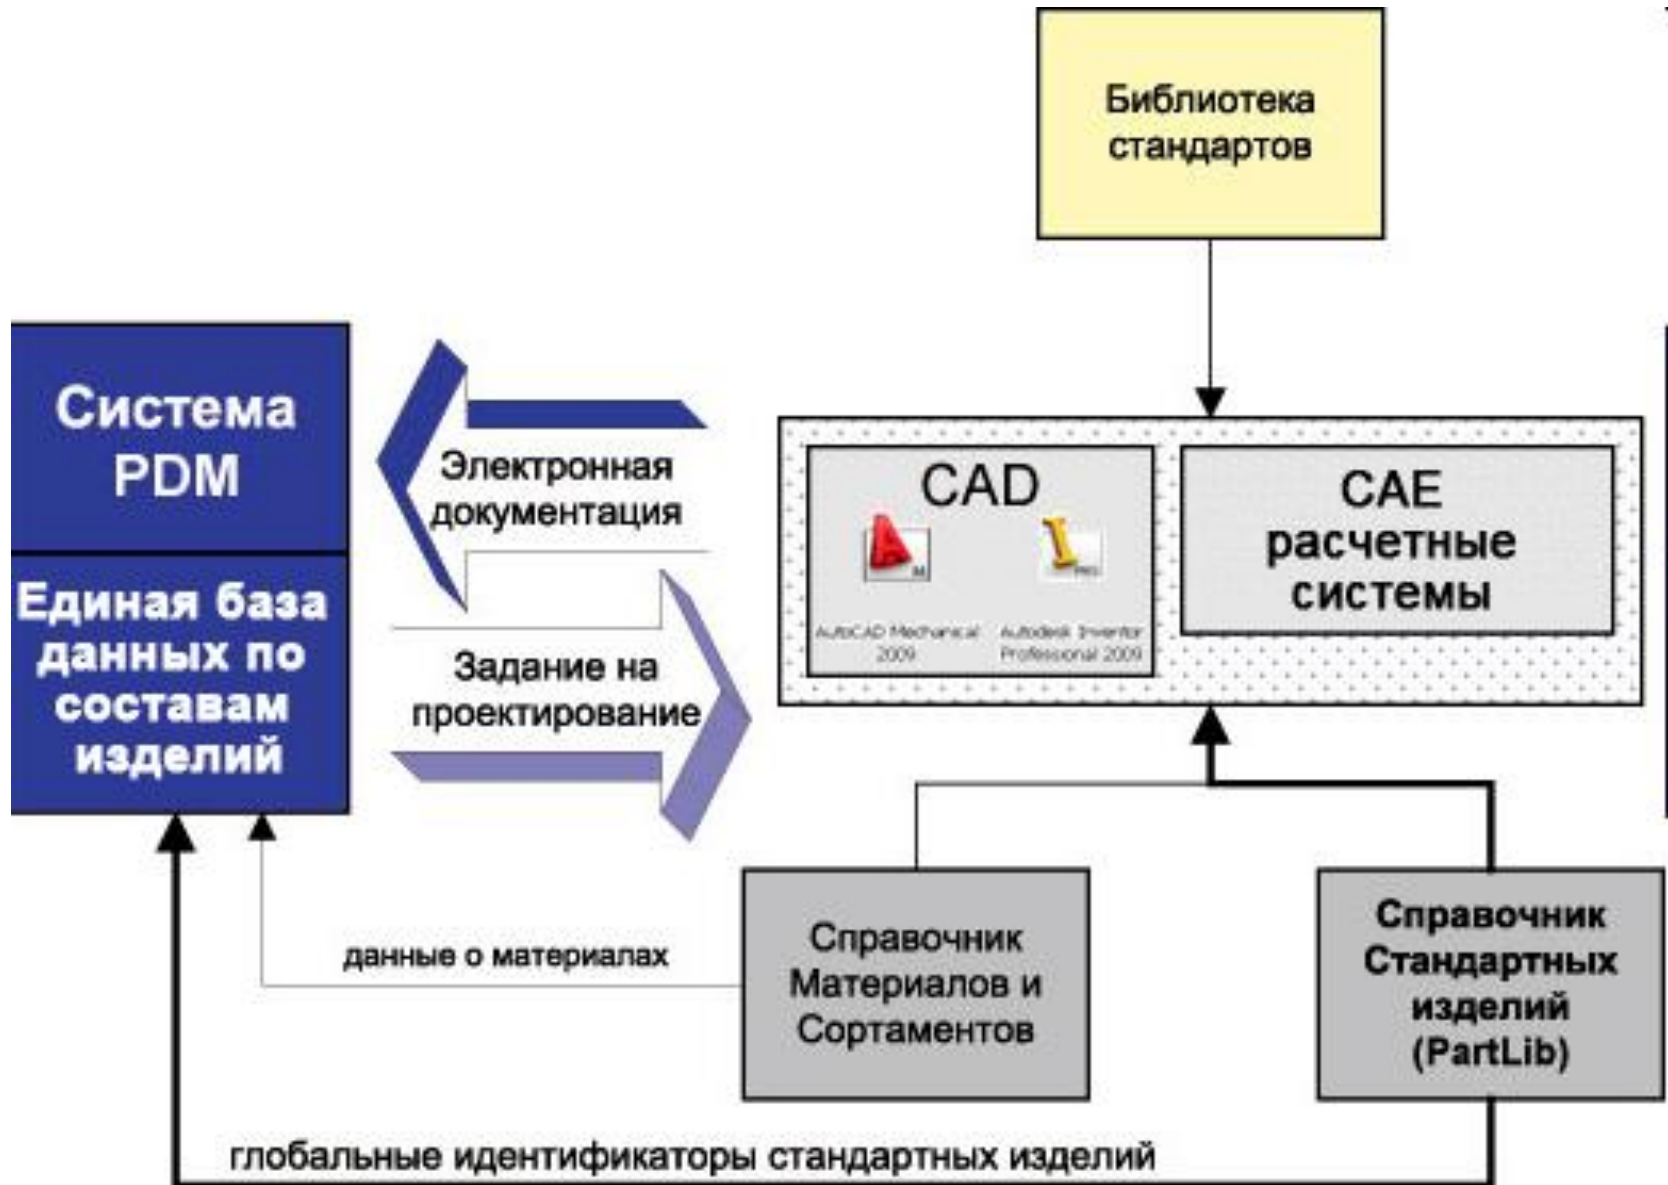 Библиотека
стандартов
Система
PDM
Единая база
данных по
составам
изделий
Электронная
документация
Задание на
проектирование
CAD
AutoCAD Mechanical
2009
Autodesk Inventor
Professional 2009
CAE
расчетные
системы
данные о материалах
Справочник
Материалов и
Сортаментов
Справочник
Стандартных
изделий
(PartLib)
глобальные идентификаторы стандартных изделий